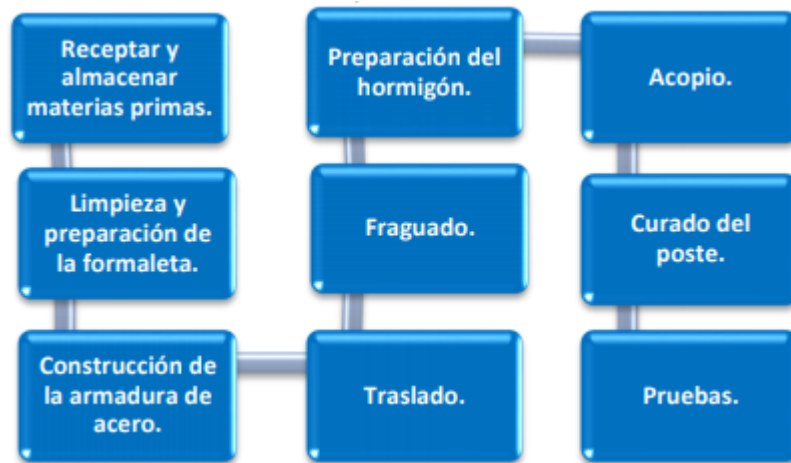 Receptar y
almacenar
materias primas.
Limpieza y
preparación de
la formaleta.
Construcción de
la armadura de
acero.
Traslado.
Fraguado.
Preparación del
hormigón.
Acopio.
Curado del
poste.
Pruebas.